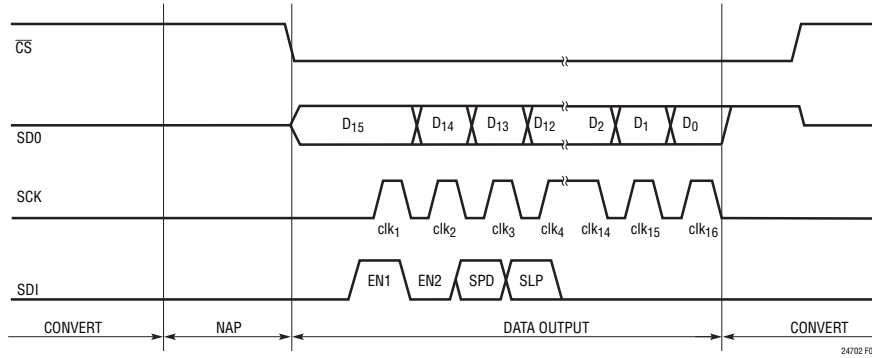 CS
SD0
D15 D14 D13 D12 D2 D1 D0
SCK
clk1 clk2 clk3 clk4 clk14 clk15 clk16
SDI
EN1 EN2 SPD SLP
CONVERT NAP DATA OUTPUT CONVERT
24702 F0